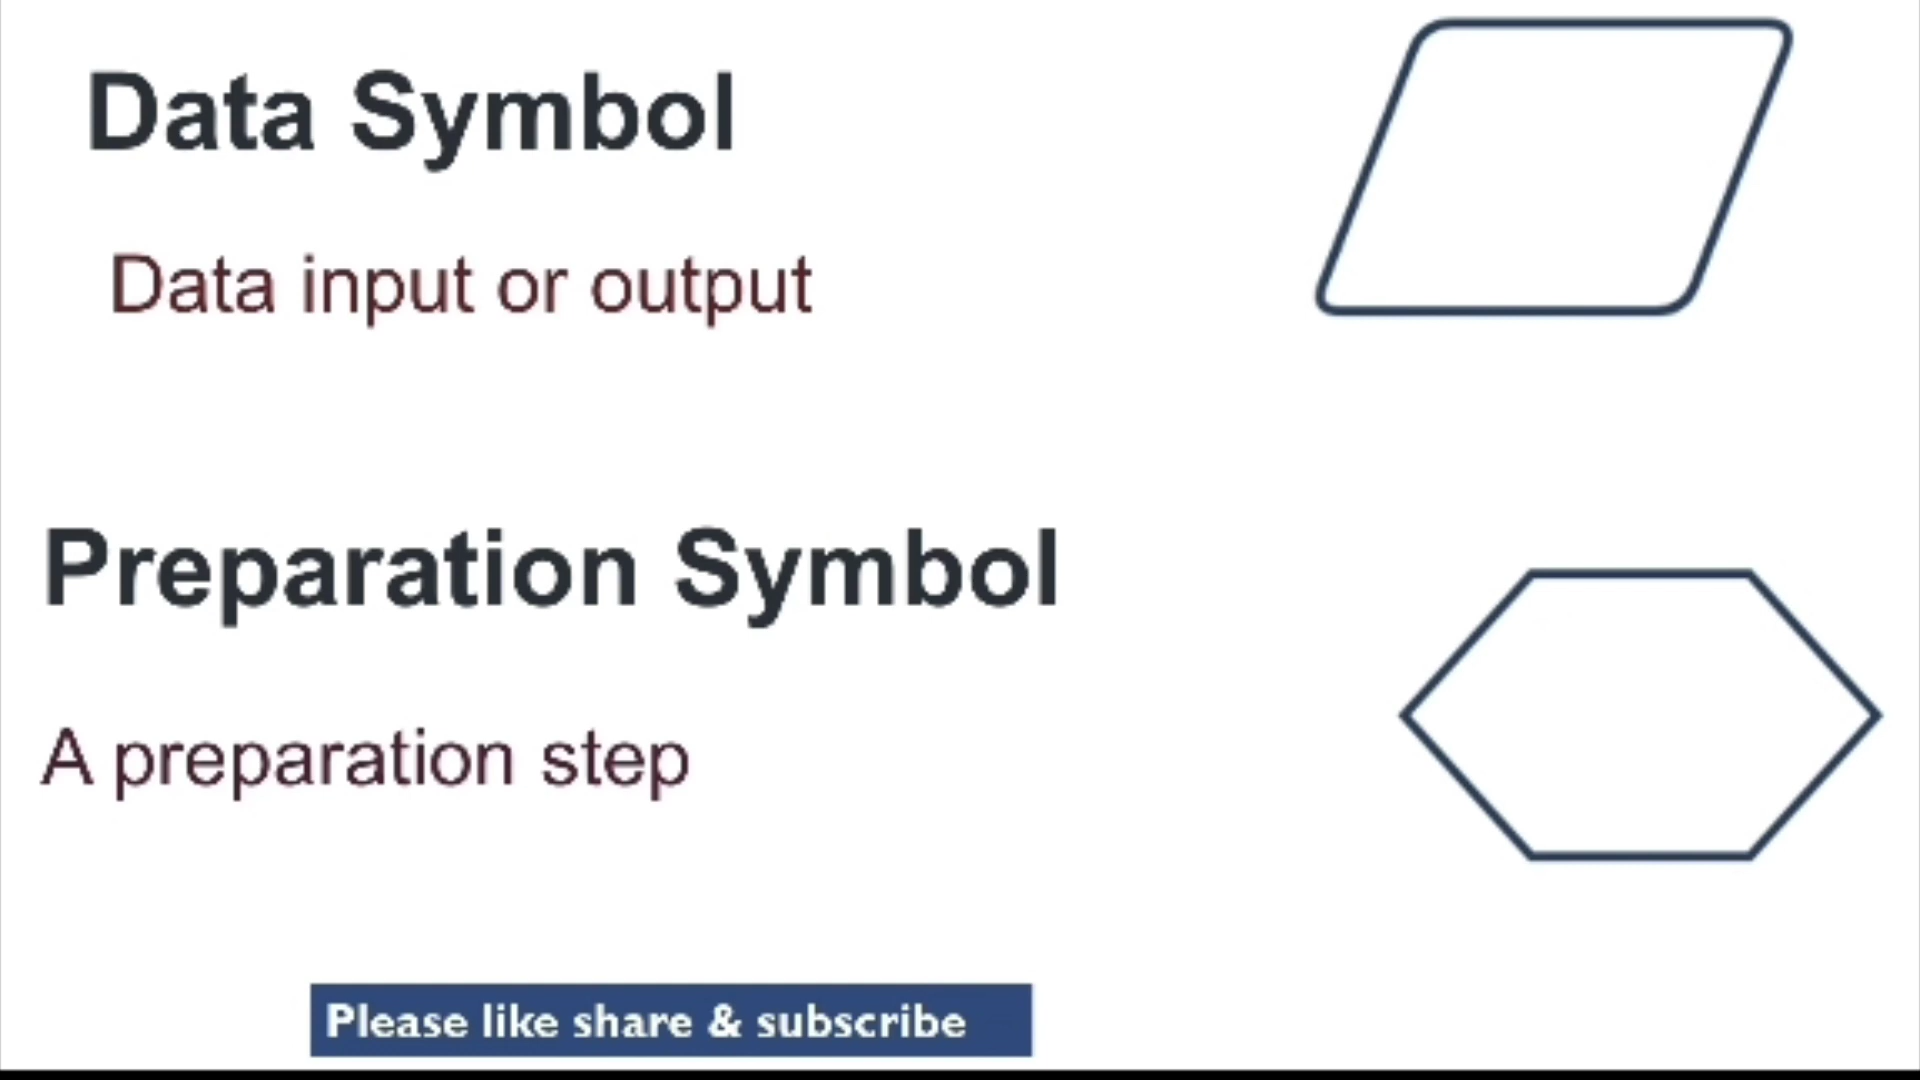 Data Symbol
Data input or output
Preparation Symbol
A preparation step
Please like share & subscribe